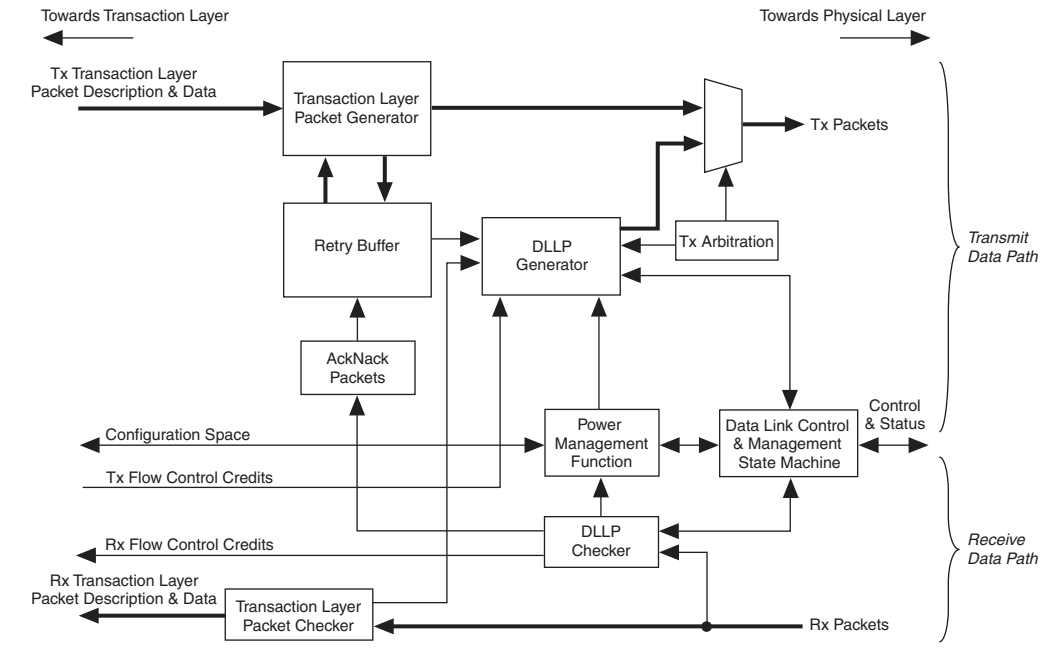 Towards Transaction Layer
Towards Physical Layer
Tx Transaction Layer
Packet Description & Data
Transaction Layer
Packet Generator
Tx Packets
Retry Buffer
DLLP
Generator
Tx Arbitration
Transmit
Data Path
AckNack
Packets
Configuration Space
Power
Management
Function
Data Link Control
& Management
State Machine
Control
& Status
Tx Flow Control Credits
DLLP
Checker
Rx Flow Control Credits
Receive
Data Path
Rx Transaction Layer
Packet Description & Data
Transaction Layer
Packet Checker
Rx Packets